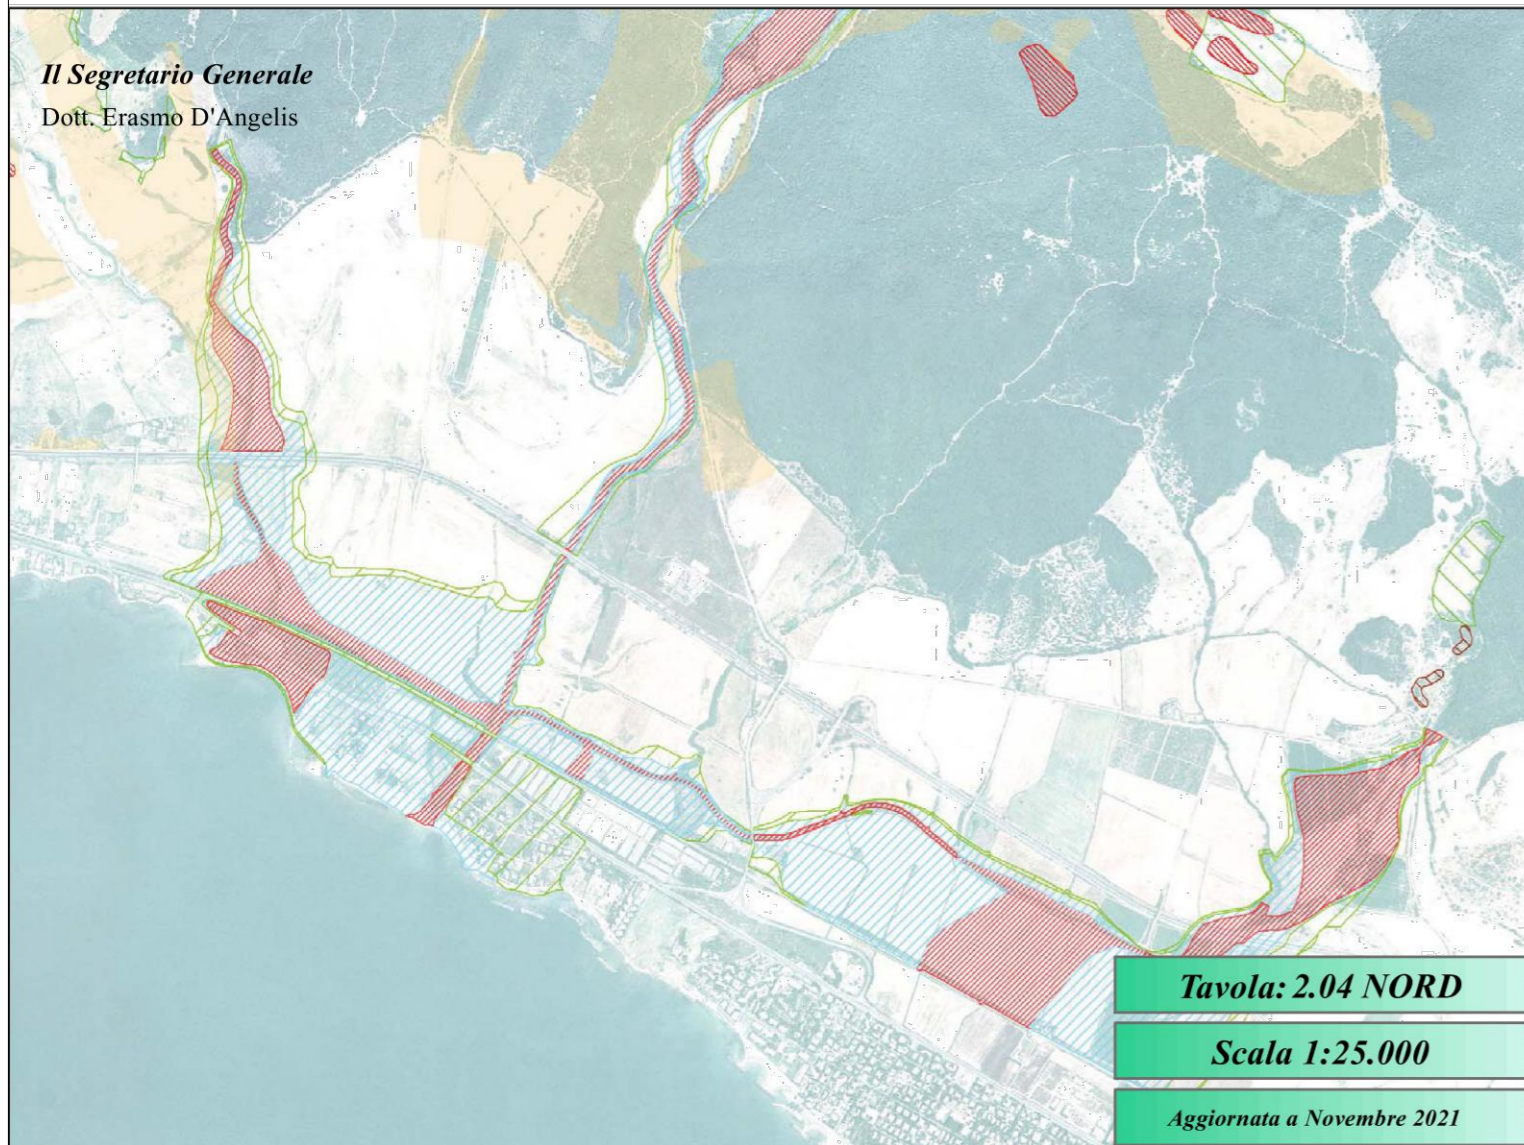 Il Segretario Generale
Dott. Erasmo D'Angelis
Tavola: 2.04 NORD
Scala 1:25.000
Aggiornata a Novembre 2021